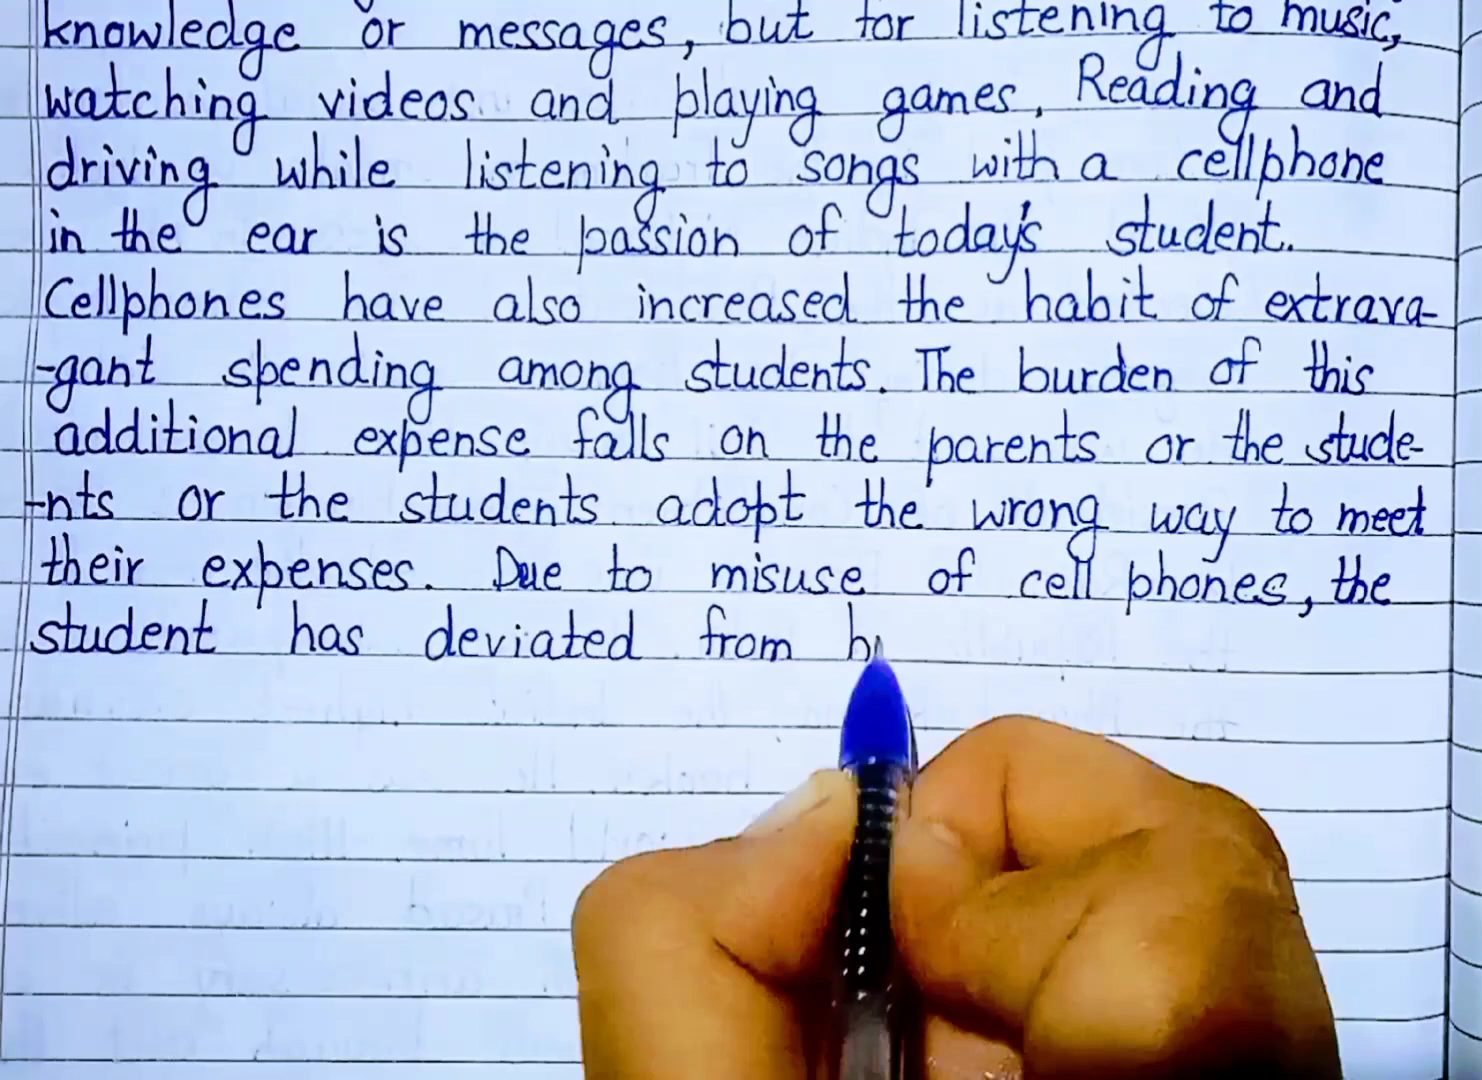 knowledge or messages, but for listening to music,
watching videos and playing games. Reading and
driving while listening to songs with a cellphone
in the ear is the passion of today's student.
Cellphones have also increased the habit of extrava-
-gant spending among students. The burden of this
additional expense falls on the parents or the stude-
-nts or the students adopt the wrong way to meet
their expenses. Due to misuse of cell phones, the
student has deviated from